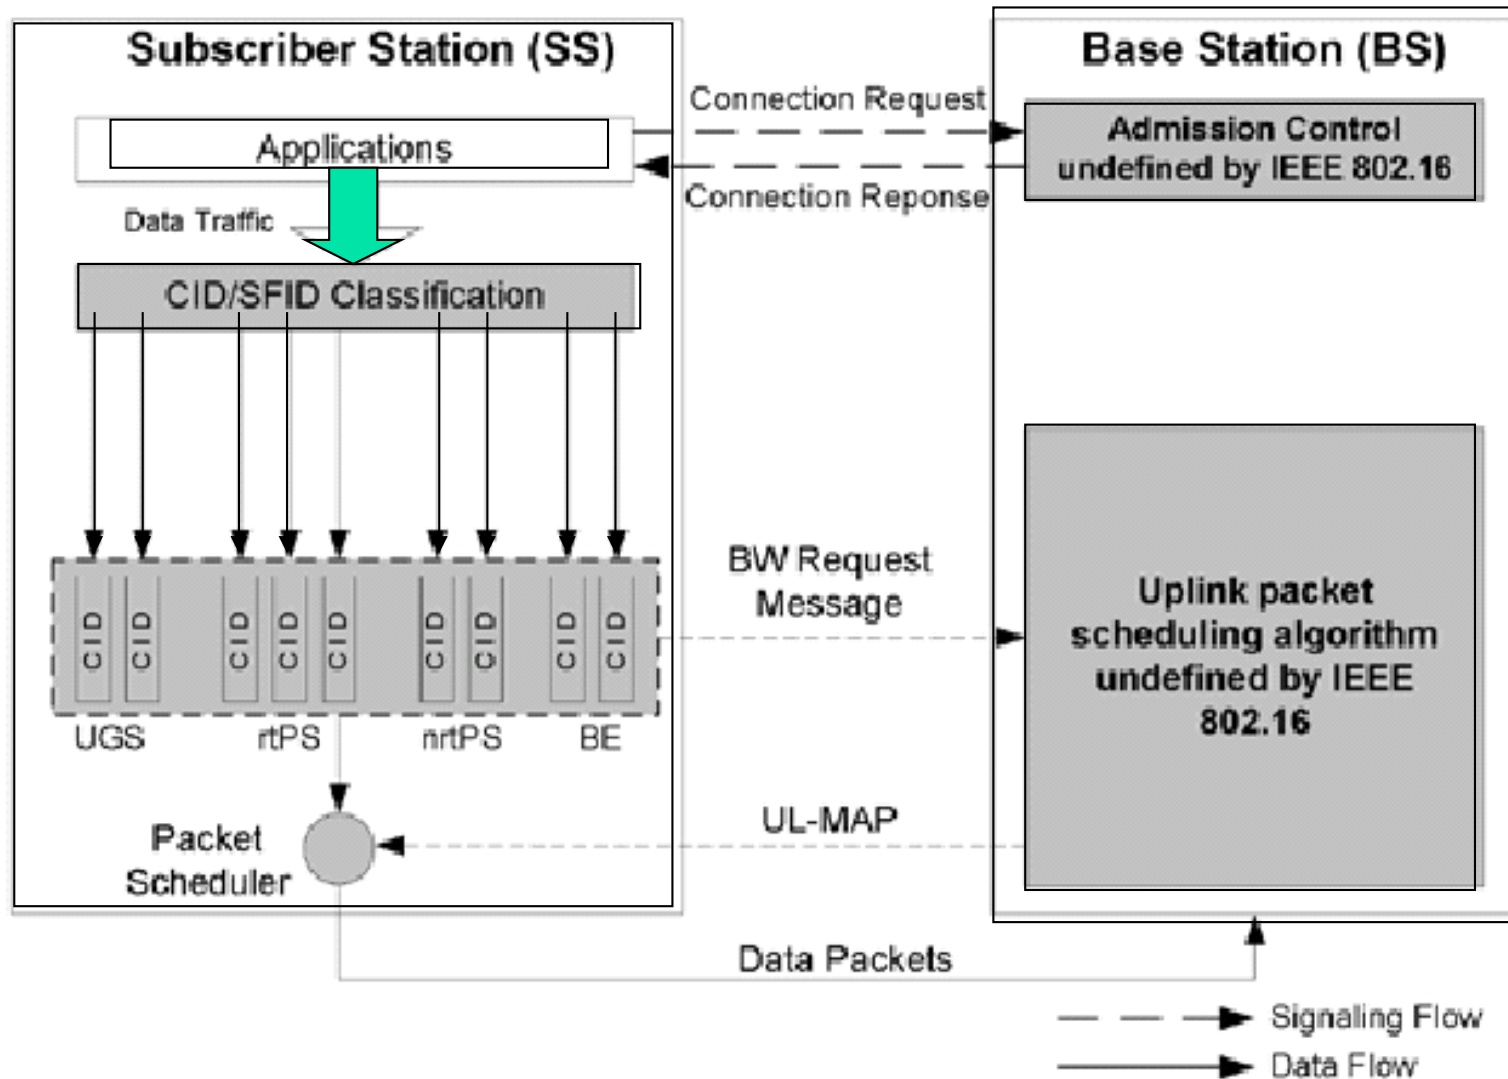 Subscriber Station (SS)
Base Station (BS)
Connection Request
Applications
Admission Control
undefined by IEEE 802.16
Connection Reponse
Data Traffic
CID/SFID Classification
BW Request
Message
CID
CID
CID
CID
CID
CID
CID
CID
CID
Uplink packet
scheduling algorithm
undefined by IEEE
802.16
UGS
rtPS
nrtPS
BE
UL-MAP
Packet
Scheduler
Data Packets
Signaling Flow
Data Flow